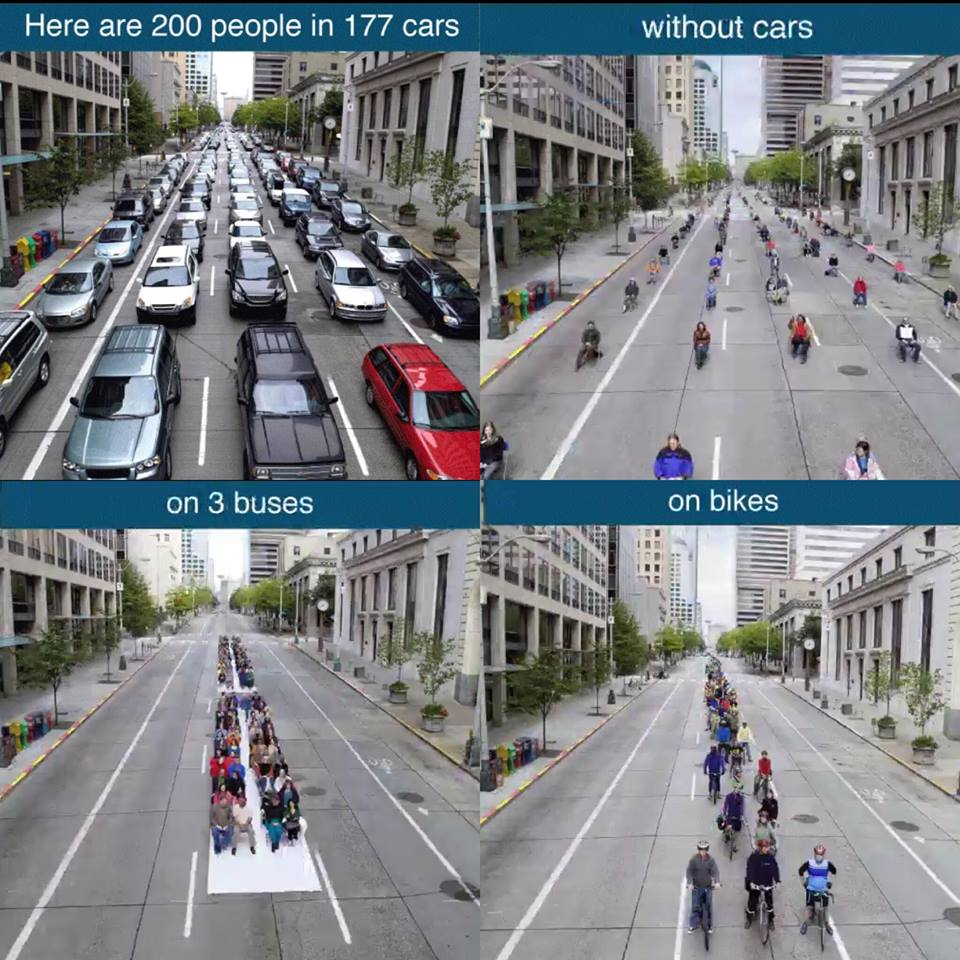 Here are 200 people in 177 cars
without cars
on 3 buses
on bikes